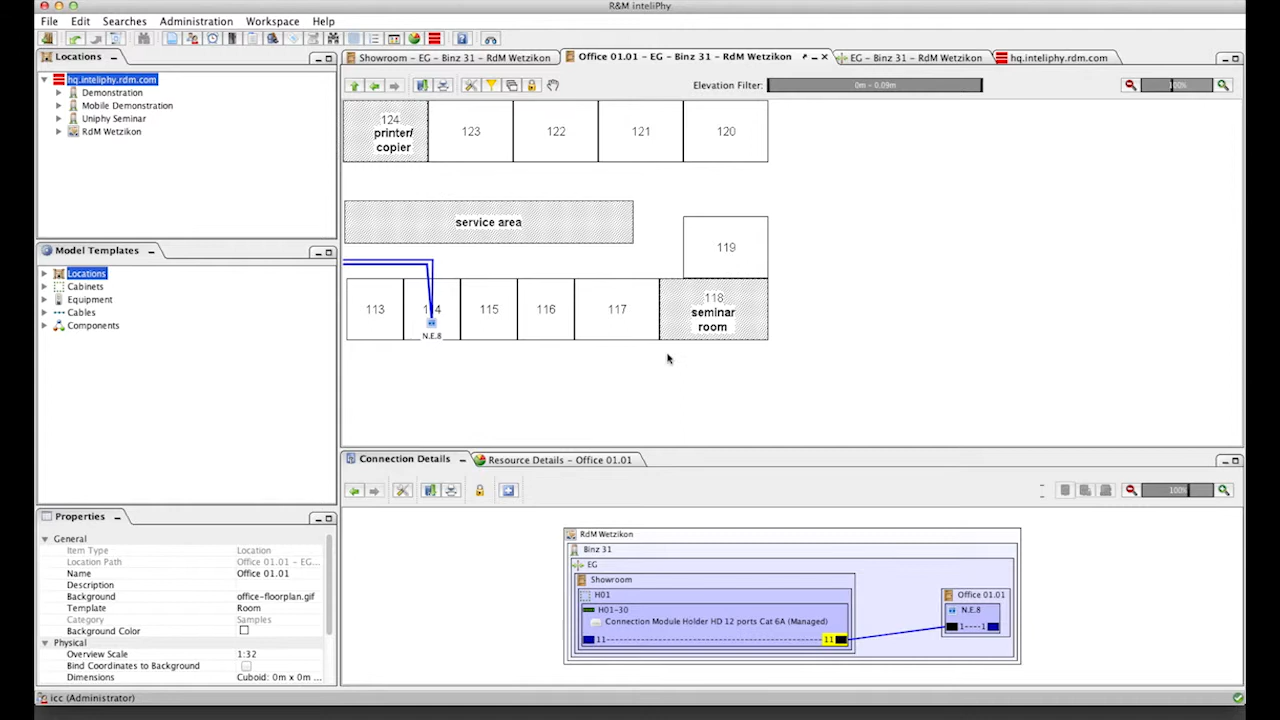 R&M inteliPhy
File Edit Searches Administration Workspace Help
Locations
hq.inteliphy.rdm.com
Demonstration
Mobile Demonstration
Uniphy Seminar
RdM Wetzikon
Model Templates
Locations
Cabinets
Equipment
Cables
Components
Properties
General
Item Type Location
Location Path Office 01.01 - EG...
Name Office 01.01
Description
Background office-floorplan.gif
Template Room
Category Samples
Background Color
Physical
Overview Scale 1:32
Bind Coordinates to Background
Dimensions Cuboid: 0m x 0m ...
Showroom - EG - Binz 31 - RdM Wetzikon
Office 01.01 - EG - Binz 31 - RdM Wetzikon
EG - Binz 31 - RdM Wetzikon
hq.inteliphy.rdm.com
Elevation Filter: 0m - 0.09m
100%
124 printer/ copier
123
122
121
120
service area
119
113
114
115
116
117
118 seminar room
N.E.8
Connection Details
Resource Details - Office 01.01
100%
RdM Wetzikon
Binz 31
EG
Showroom
H01
H01-30
Connection Module Holder HD 12 ports Cat 6A (Managed)
11 11
Office 01.01
N.E.8
1----1
icc (Administrator)